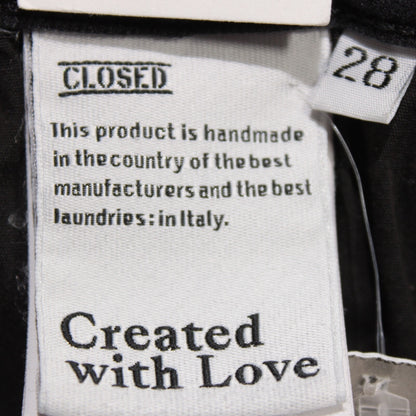 CLOSED
28
This product is handmade
in the country of the best
manufacturers and the best
laundries: in Italy.
Created
with Love